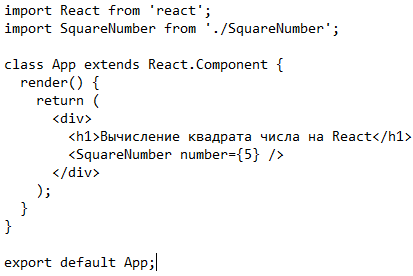 import React from 'react';
import SquareNumber from './SquareNumber';

class App extends React.Component {
  render() {
    return (
      <div>
        <h1>Вычисление квадрата числа на React</h1>
        <SquareNumber number={5} />
      </div>
    );
  }
}

export default App;